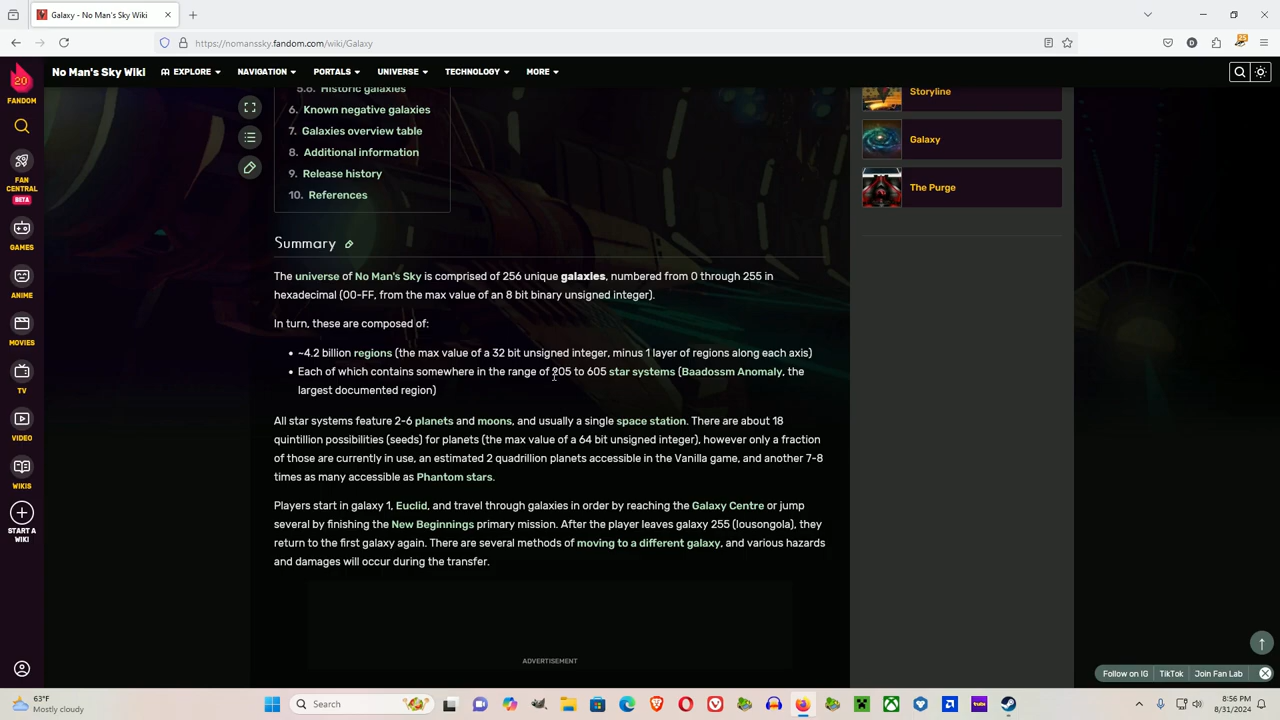 Galaxy - No Man's Sky Wiki
https://nomanssky.fandom.com/wiki/Galaxy
25
20
FANDOM
FAN
CENTRAL
BETA
GAMES
ANIME
MOVIES
TV
VIDEO
WIKIS
START A
WIKI
No Man's Sky Wiki
EXPLORE
NAVIGATION
PORTALS
UNIVERSE
TECHNOLOGY
MORE
5.6. Historic galaxies
6. Known negative galaxies
7. Galaxies overview table
8. Additional information
9. Release history
10. References
Summary
The universe of No Man's Sky is comprised of 256 unique galaxies, numbered from 0 through 255 in
hexadecimal (00-FF, from the max value of an 8 bit binary unsigned integer).
In turn, these are composed of:
• ~4.2 billion regions (the max value of a 32 bit unsigned integer, minus 1 layer of regions along each axis)
• Each of which contains somewhere in the range of 205 to 605 star systems (Baadossm Anomaly, the
largest documented region)
All star systems feature 2-6 planets and moons, and usually a single space station. There are about 18
quintillion possibilities (seeds) for planets (the max value of a 64 bit unsigned integer), however only a fraction
of those are currently in use, an estimated 2 quadrillion planets accessible in the Vanilla game, and another 7-8
times as many accessible as Phantom stars.
Players start in galaxy 1, Euclid, and travel through galaxies in order by reaching the Galaxy Centre or jump
several by finishing the New Beginnings primary mission. After the player leaves galaxy 255 (Iousongola), they
return to the first galaxy again. There are several methods of moving to a different galaxy, and various hazards
and damages will occur during the transfer.
ADVERTISEMENT
Storyline
Galaxy
The Purge
Follow on IG
TikTok
Join Fan Lab
63°F
Mostly cloudy
Search
8:56 PM
8/31/2024